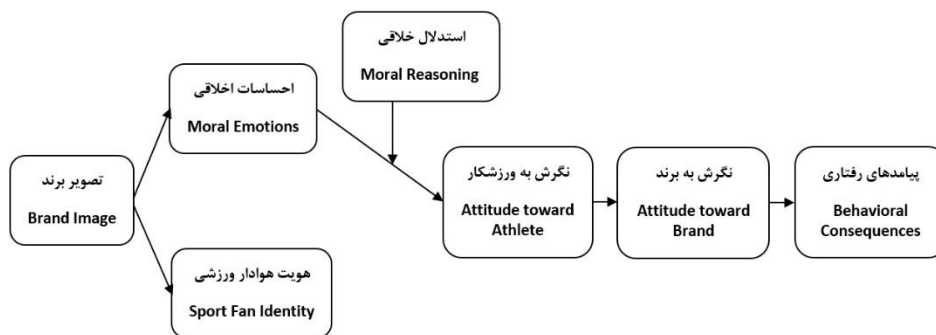 استدلال خلاقی
Moral Reasoning
احساسات اخلاقی
Moral Emotions
تصویر برند
Brand Image
نگرش به ورزشکار
Attitude toward
Athlete
نگرش به برند
Attitude toward
Brand
پیامدهای رفتاری
Behavioral
Consequences
هویت هوادار ورزشی
Sport Fan Identity